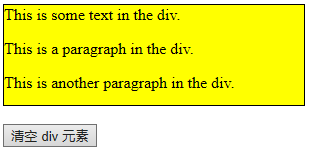 This is some text in the div.
This is a paragraph in the div.
This is another paragraph in the div.
清空 div 元素